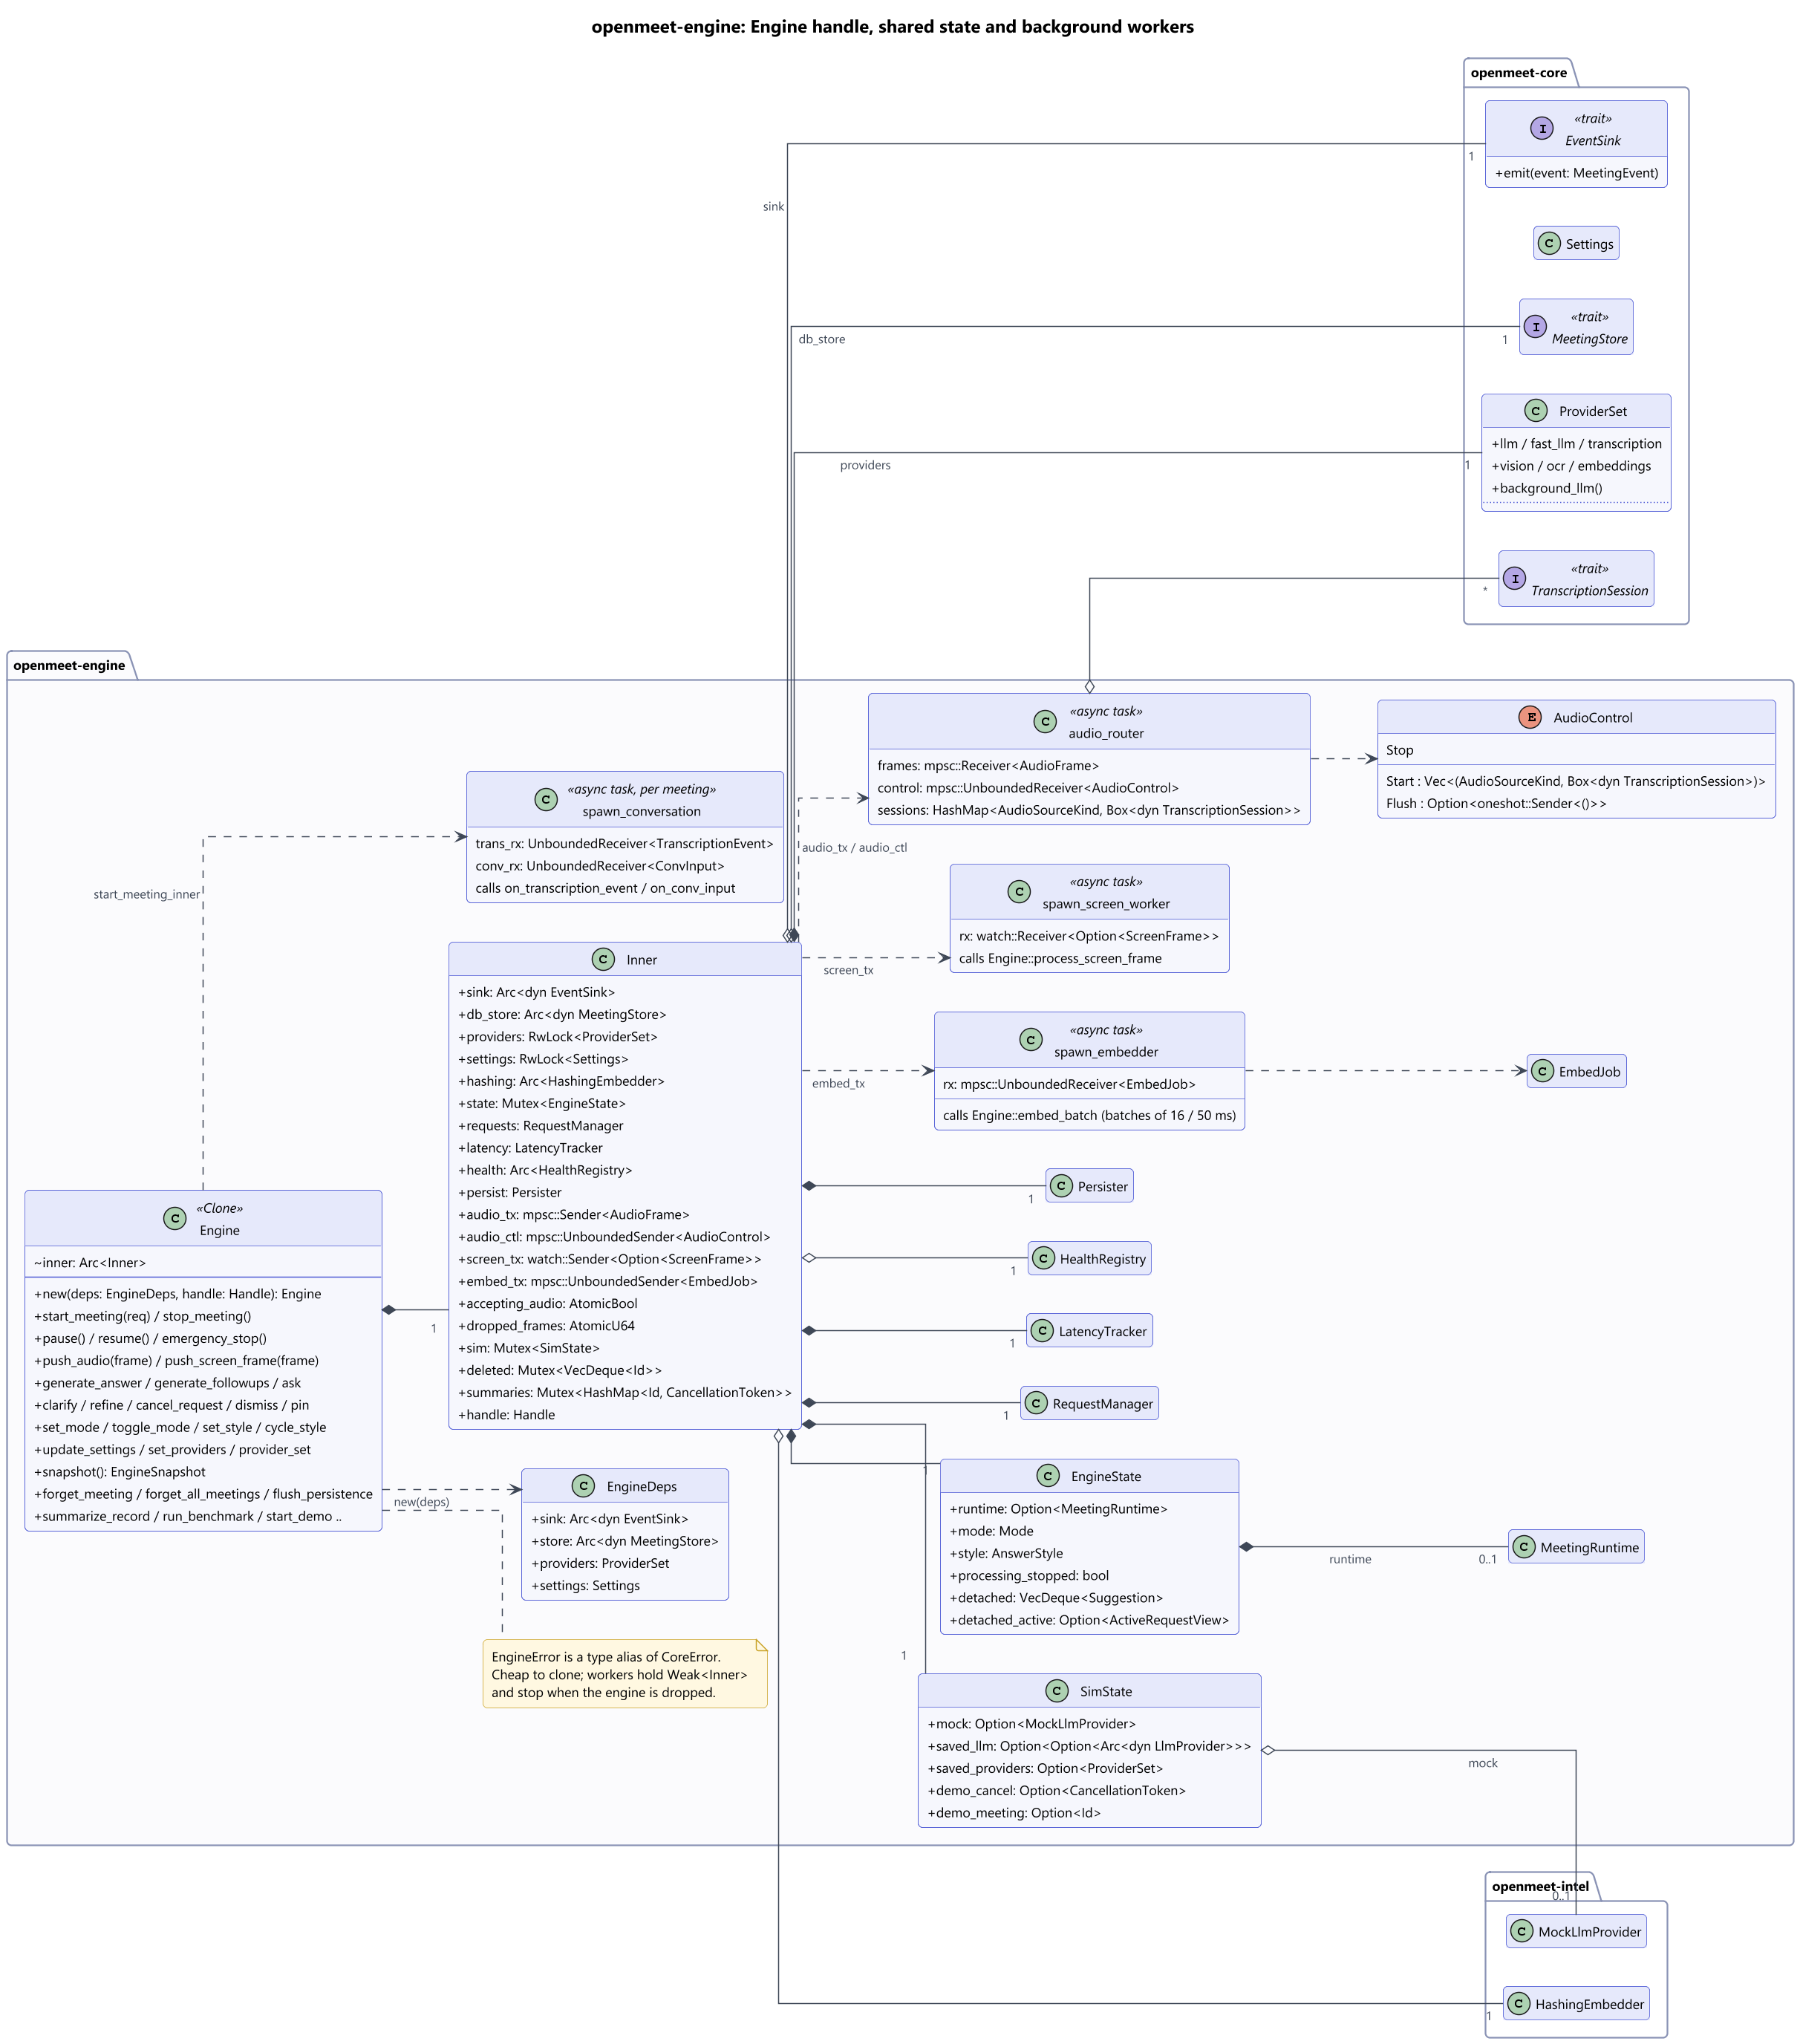 openmeet-engine: Engine handle, shared state and background workers
openmeet-core
«trait»
EventSink
+emit(event: MeetingEvent)
1
sink
Settings
«trait»
MeetingStore
db_store
1
ProviderSet
+llm / fast_llm / transcription
+vision / ocr / embeddings
+background_llm()
providers
1
«trait»
TranscriptionSession
*
openmeet-engine
«async task»
audio_router
frames: mpsc::Receiver<AudioFrame>
control: mpsc::UnboundedReceiver<AudioControl>
sessions: HashMap<AudioSourceKind, Box<dyn TranscriptionSession>>
AudioControl
Stop
Start : Vec<(AudioSourceKind, Box<dyn TranscriptionSession>)>
Flush : Option<oneshot::Sender<()>>
«async task, per meeting»
spawn_conversation
trans_rx: UnboundedReceiver<TranscriptionEvent>
conv_rx: UnboundedReceiver<ConvInput>
calls on_transcription_event / on_conv_input
start_meeting_inner
audio_tx / audio_ctl
«async task»
spawn_screen_worker
rx: watch::Receiver<Option<ScreenFrame>>
calls Engine::process_screen_frame
screen_tx
Inner
+sink: Arc<dyn EventSink>
+db_store: Arc<dyn MeetingStore>
+providers: RwLock<ProviderSet>
+settings: RwLock<Settings>
+hashing: Arc<HashingEmbedder>
+state: Mutex<EngineState>
+requests: RequestManager
+latency: LatencyTracker
+health: Arc<HealthRegistry>
+persist: Persister
+audio_tx: mpsc::Sender<AudioFrame>
+audio_ctl: mpsc::UnboundedSender<AudioControl>
+screen_tx: watch::Sender<Option<ScreenFrame>>
+embed_tx: mpsc::UnboundedSender<EmbedJob>
+accepting_audio: AtomicBool
+dropped_frames: AtomicU64
+sim: Mutex<SimState>
+deleted: Mutex<VecDeque<Id>>
+summaries: Mutex<HashMap<Id, CancellationToken>>
+handle: Handle
«async task»
spawn_embedder
rx: mpsc::UnboundedReceiver<EmbedJob>
calls Engine::embed_batch (batches of 16 / 50 ms)
embed_tx
EmbedJob
Persister
1
HealthRegistry
1
LatencyTracker
1
RequestManager
1
«Clone»
Engine
~inner: Arc<Inner>
+new(deps: EngineDeps, handle: Handle): Engine
+start_meeting(req) / stop_meeting()
+pause() / resume() / emergency_stop()
+push_audio(frame) / push_screen_frame(frame)
+generate_answer / generate_followups / ask
+clarify / refine / cancel_request / dismiss / pin
+set_mode / toggle_mode / set_style / cycle_style
+update_settings / set_providers / provider_set
+snapshot(): EngineSnapshot
+forget_meeting / forget_all_meetings / flush_persistence
+summarize_record / run_benchmark / start_demo ..
1
new(deps)
EngineDeps
+sink: Arc<dyn EventSink>
+store: Arc<dyn MeetingStore>
+providers: ProviderSet
+settings: Settings
1
EngineState
+runtime: Option<MeetingRuntime>
+mode: Mode
+style: AnswerStyle
+processing_stopped: bool
+detached: VecDeque<Suggestion>
+detached_active: Option<ActiveRequestView>
runtime
0..1
MeetingRuntime
EngineError is a type alias of CoreError.
Cheap to clone; workers hold Weak<Inner>
and stop when the engine is dropped.
1
SimState
+mock: Option<MockLlmProvider>
+saved_llm: Option<Option<Arc<dyn LlmProvider>>>
+saved_providers: Option<ProviderSet>
+demo_cancel: Option<CancellationToken>
+demo_meeting: Option<Id>
mock
openmeet-intel
0..1
MockLlmProvider
HashingEmbedder
1